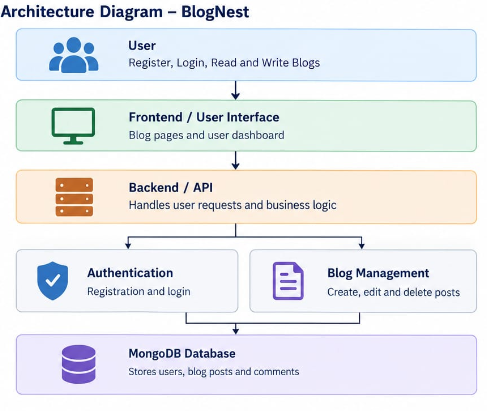 Architecture Diagram – BlogNest
User
Register, Login, Read and Write Blogs
Frontend / User Interface
Blog pages and user dashboard
Backend / API
Handles user requests and business logic
Authentication
Registration and login
Blog Management
Create, edit and delete posts
MongoDB Database
Stores users, blog posts and comments